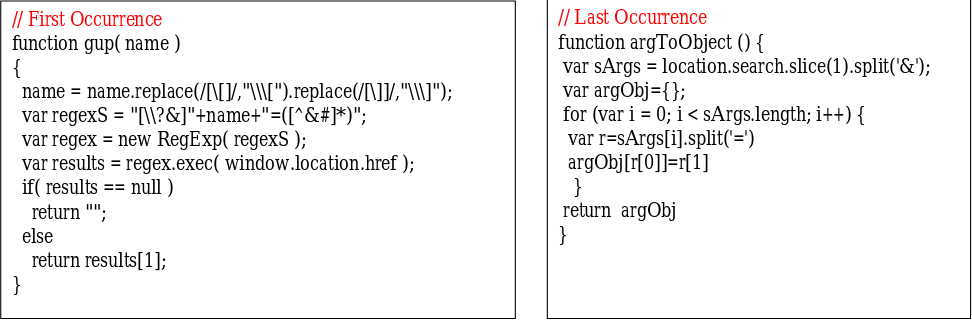 // First Occurrence
function gup( name )
{
name = name.replace(/[\[]/,"\\\[").replace(/[\]]/,"\\\]");
var regexS = "[\\?&]"+name+"=([^&#]*)";
var regex = new RegExp( regexS );
var results = regex.exec( window.location.href );
if( results == null )
return "";
else
return results[1];
}
// Last Occurrence
function argToObject () {
var sArgs = location.search.slice(1).split('&');
var argObj={};
for (var i = 0; i < sArgs.length; i++) {
var r=sArgs[i].split('=')
argObj[r[0]]=r[1]
}
return argObj
}